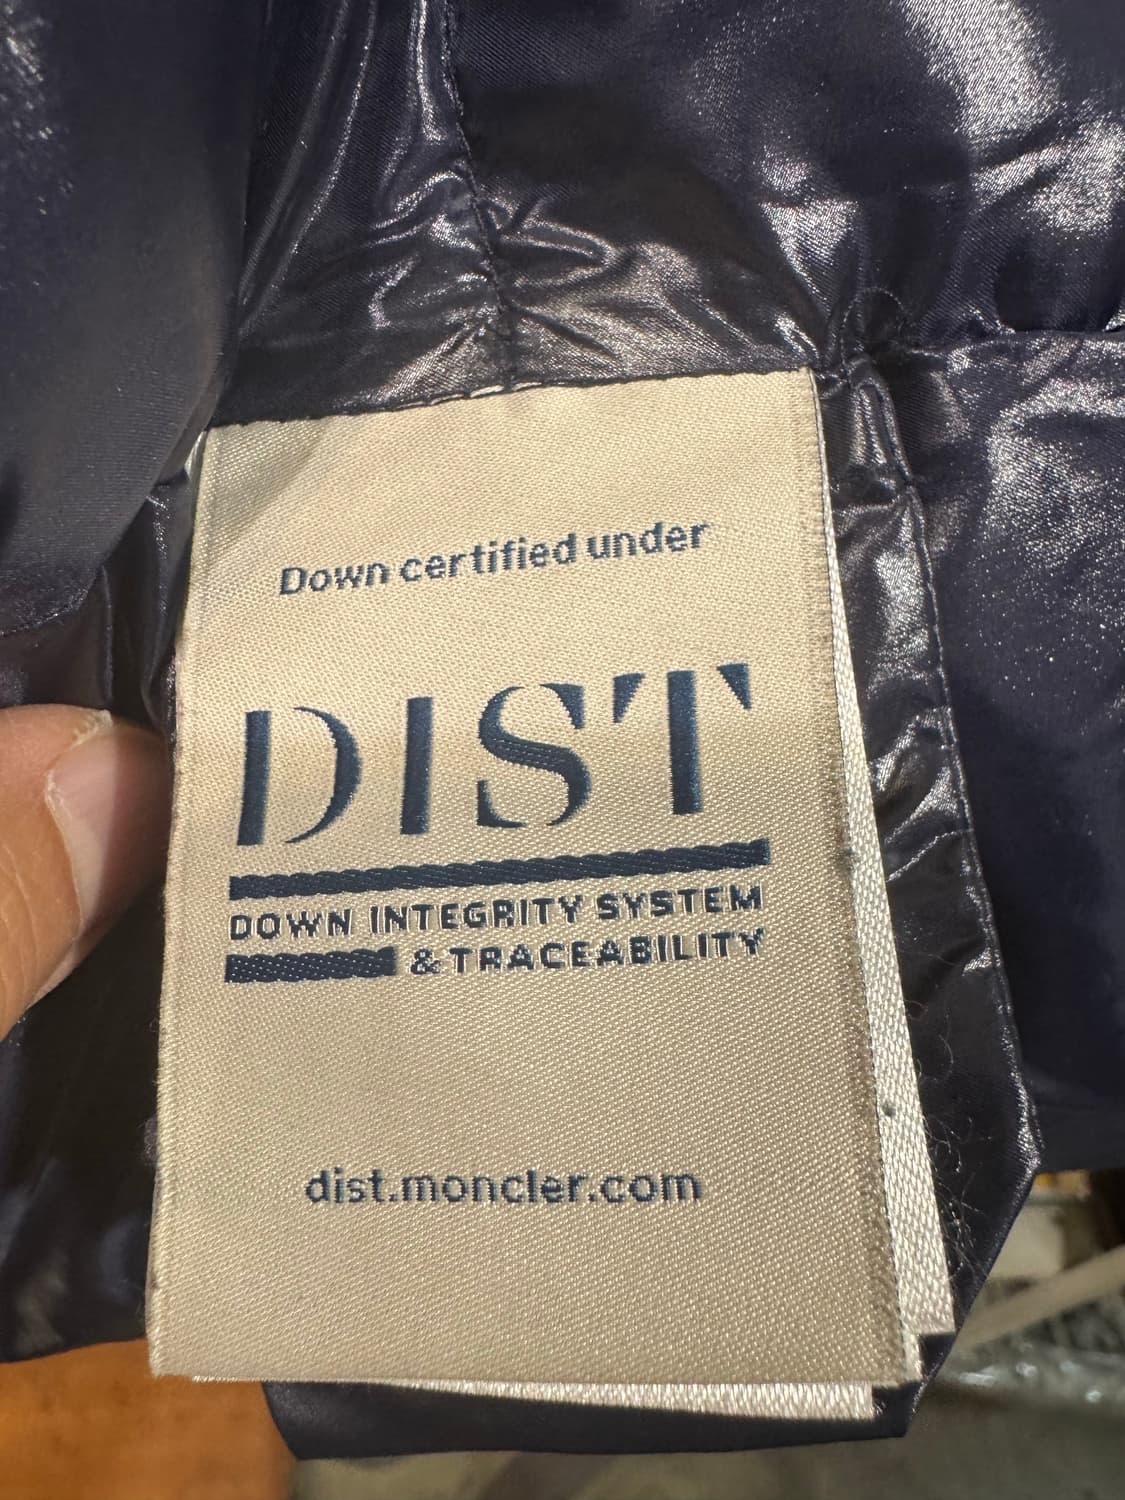 Down certified under
DIST
DOWN INTEGRITY SYSTEM
& TRACEABILITY
dist.moncler.com